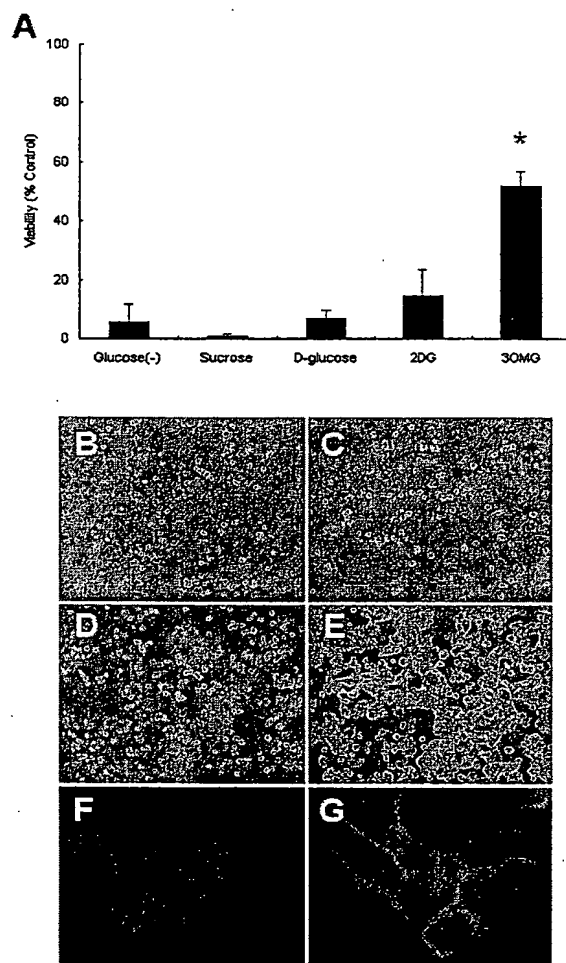 A
100
80
60
40
20
0
Viability (% Control)
*
Glucose(-) Sucrose D-glucose 2DG 3OMG
B C
D E
F G